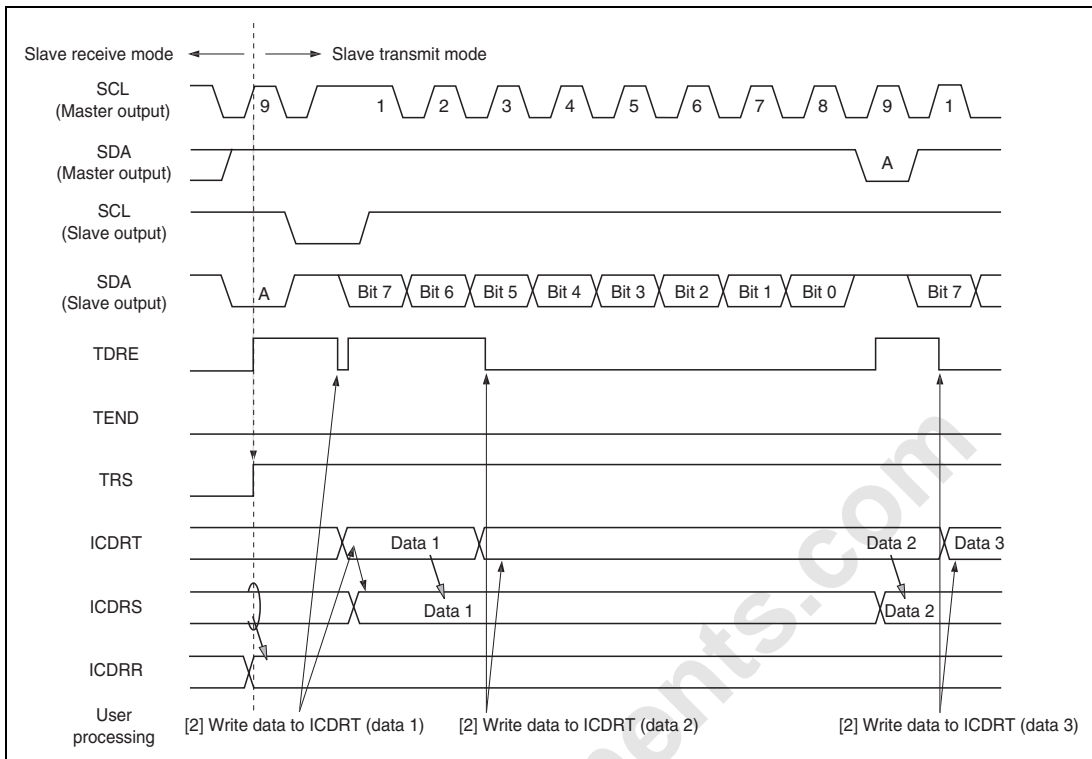 Slave receive mode
Slave transmit mode
SCL
(Master output)
9 1 2 3 4 5 6 7 8 9 1
SDA
(Master output)
A
SCL
(Slave output)
SDA
(Slave output)
A Bit 7 Bit 6 Bit 5 Bit 4 Bit 3 Bit 2 Bit 1 Bit 0 Bit 7
TDRE
TEND
TRS
ICDRT
Data 1 Data 2 Data 3
ICDRS
Data 1 Data 2
ICDRR
User
processing
[2] Write data to ICDRT (data 1) [2] Write data to ICDRT (data 2) [2] Write data to ICDRT (data 3)
ments.com